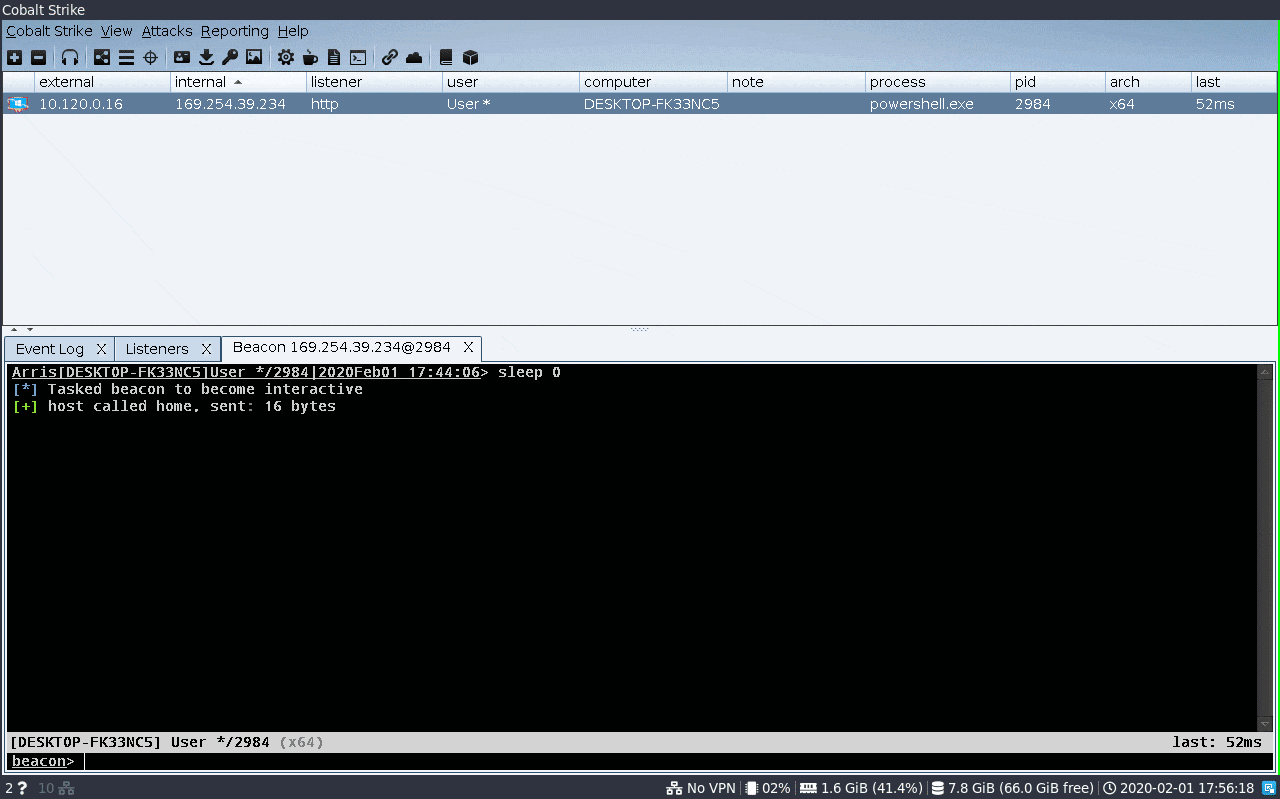 Cobalt Strike
Cobalt Strike View Attacks Reporting Help
external internal listener user computer note process pid arch last
10.120.0.16 169.254.39.234 http User * DESKTOP-FK33NC5 powershell.exe 2984 x64 52ms
Event Log X Listeners X Beacon 169.254.39.234@2984 X
Arris[DESKTOP-FK33NC5]User */2984|2020Feb01 17:44:06> sleep 0
[*] Tasked beacon to become interactive
[+] host called home, sent: 16 bytes
[DESKTOP-FK33NC5] User */2984 (x64) last: 52ms
beacon>
2 ? 10 No VPN 02% 1.6 GiB (41.4%) 7.8 GiB (66.0 GiB free) 2020-02-01 17:56:18